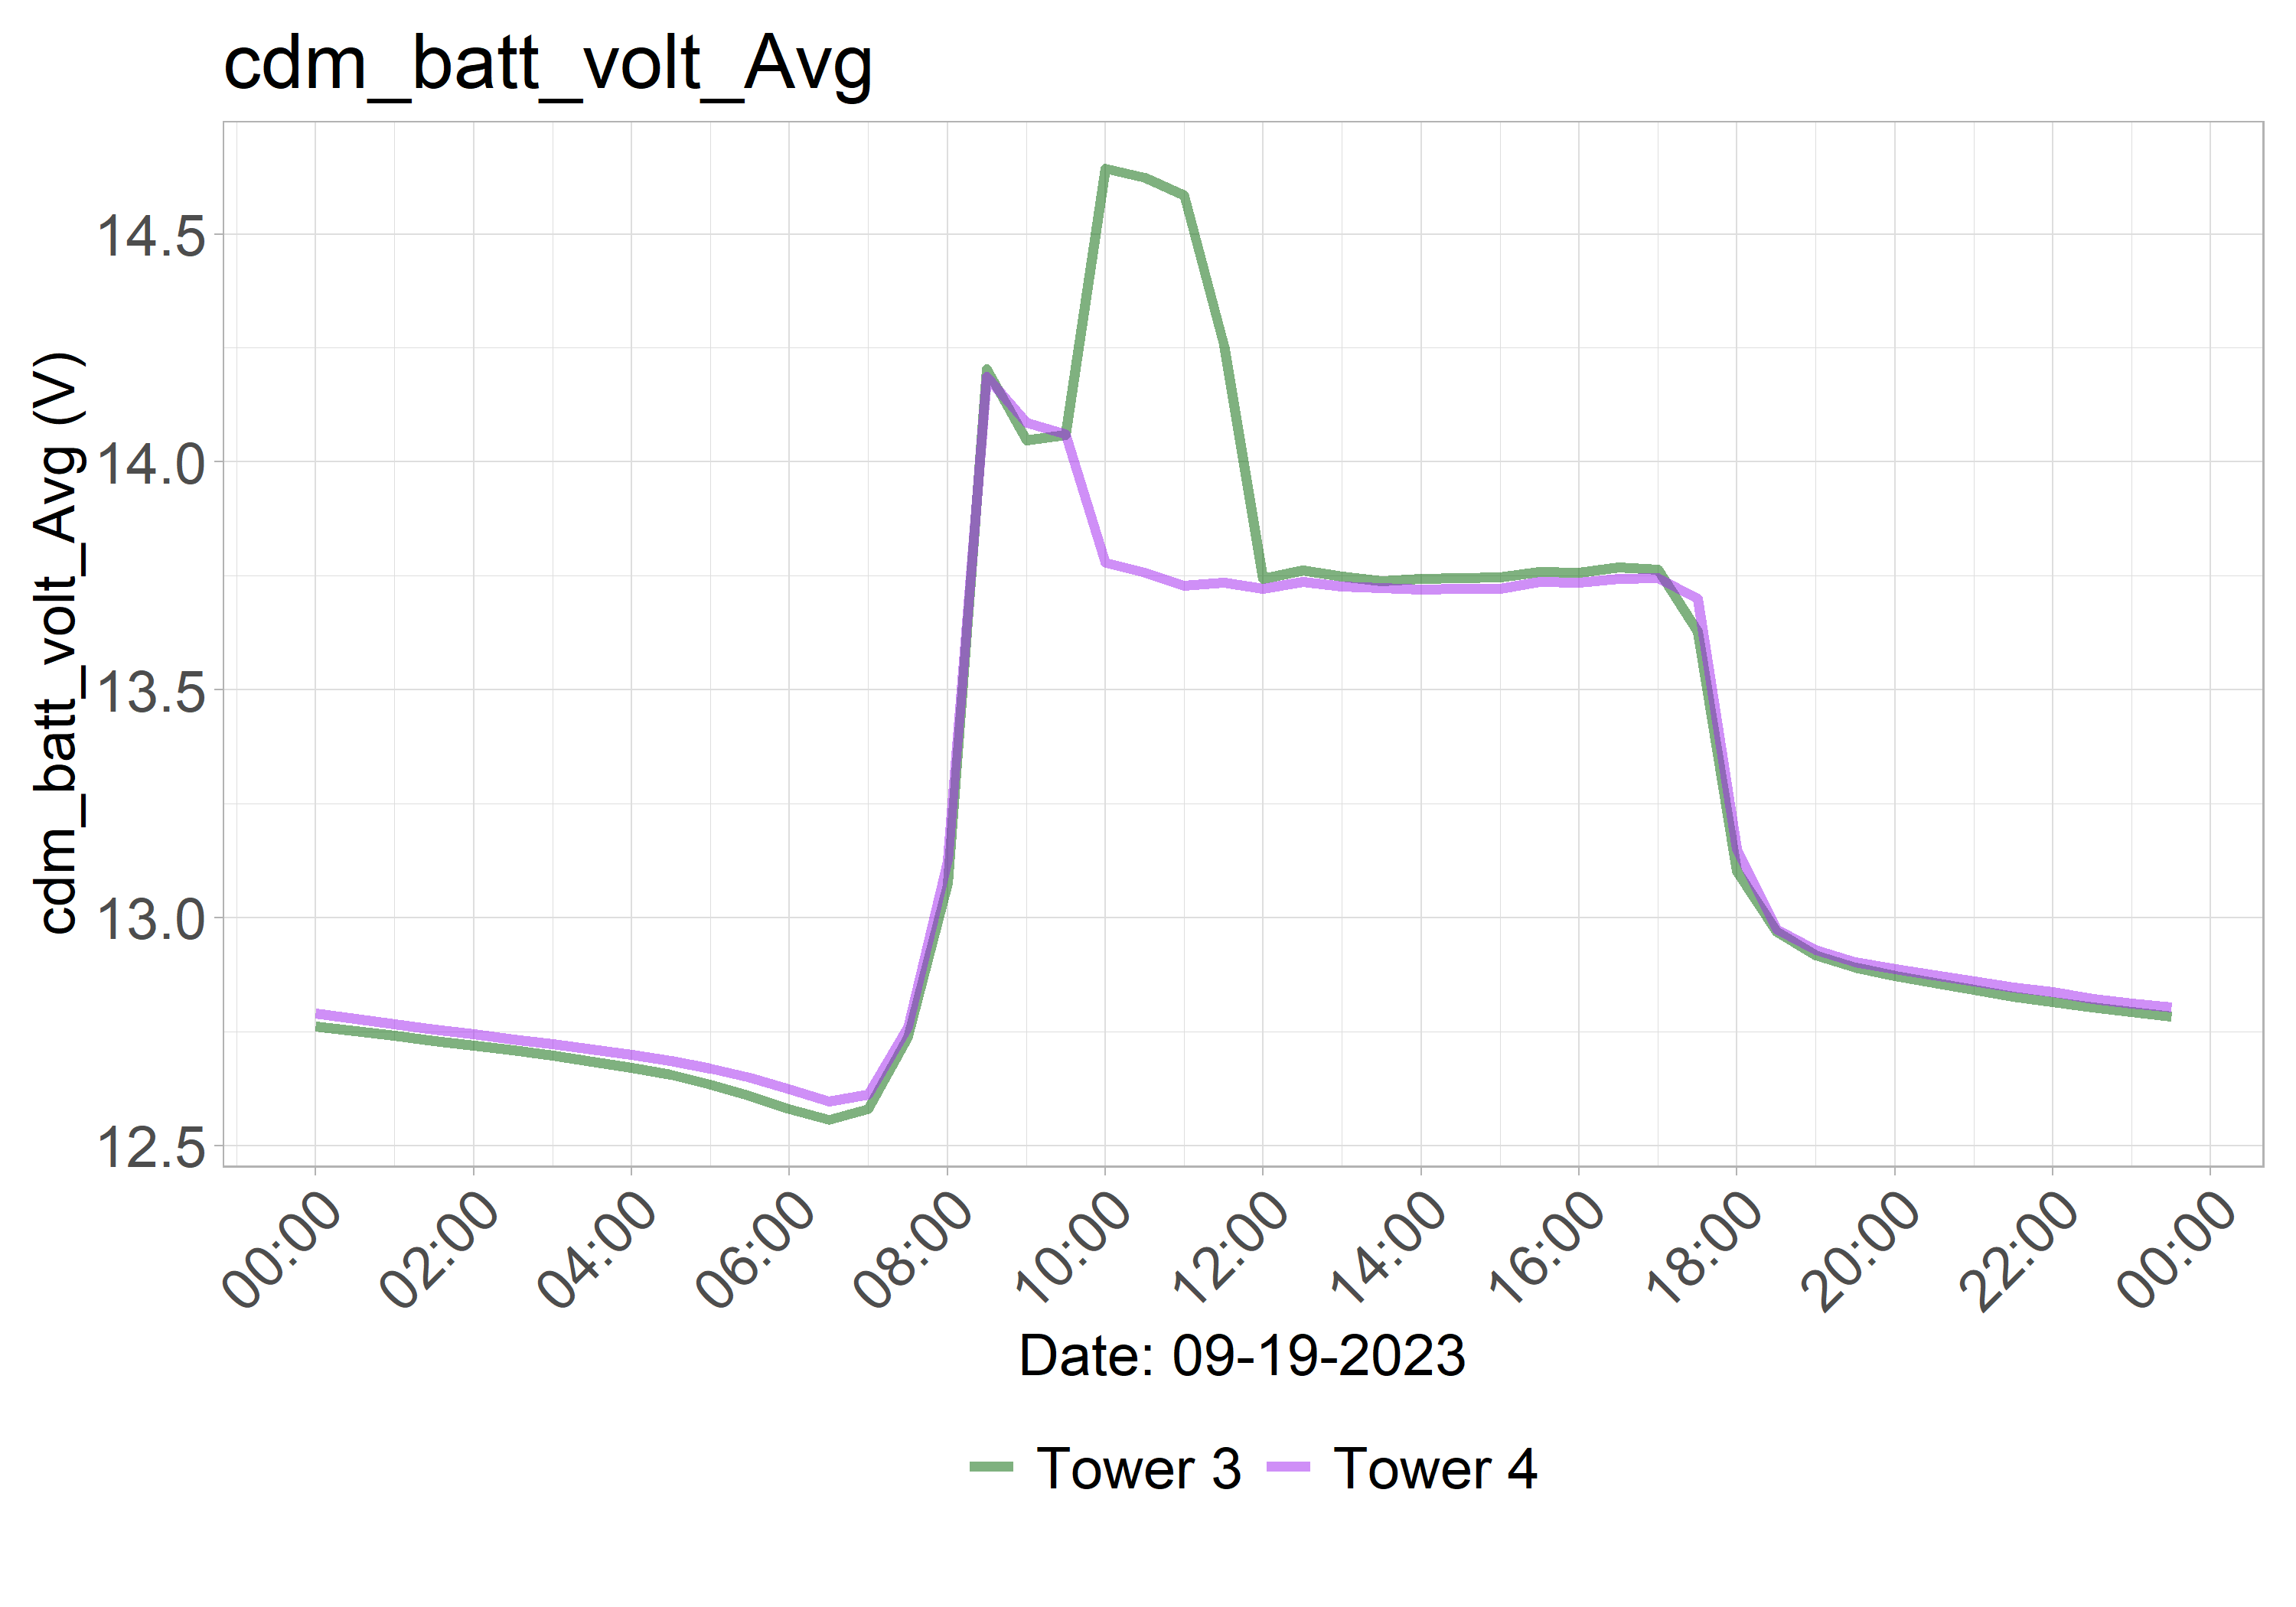 cdm_batt_volt_Avg
cdm_batt_volt_Avg (V)
14.5
14.0
13.5
13.0
12.5
00:00 02:00 04:00 06:00 08:00 10:00 12:00 14:00 16:00 18:00 20:00 22:00 00:00
Date: 09-19-2023
Tower 3 Tower 4